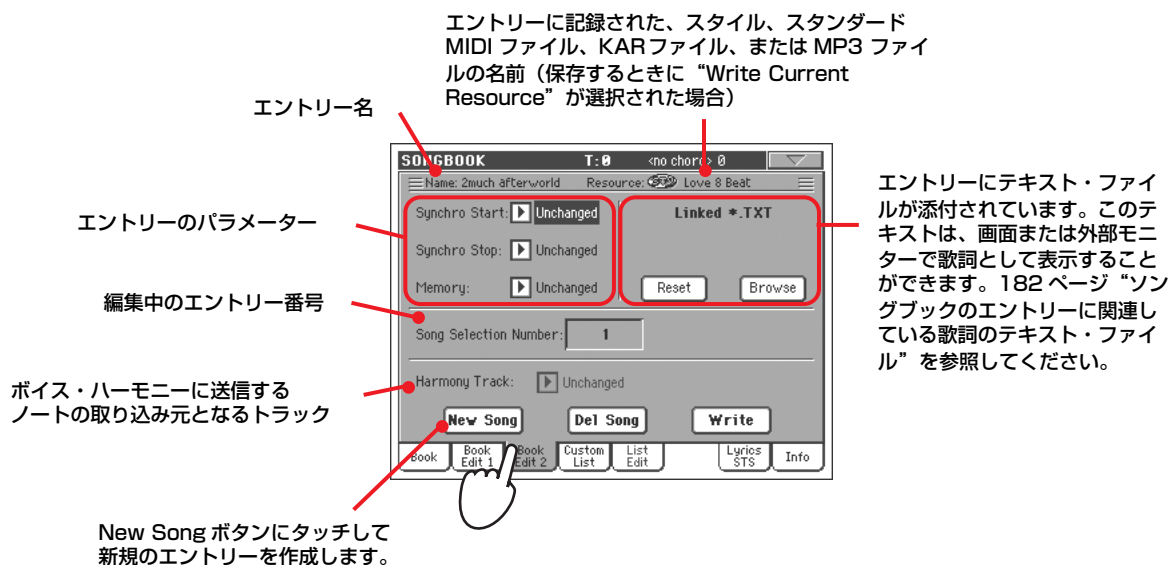 エントリーに記録された、スタイル、スタンダード
MIDI ファイル、KARファイル、または MP3 ファイ
ルの名前（保存するときに“Write Current
Resource”が選択された場合）
エントリー名
SONGBOOK T:0 <no chord> 0
Name: 2much afterworld Resource: Love 8 Beat
エントリーのパラメーター
Synchro Start: Unchanged
Synchro Stop: Unchanged
Memory: Unchanged
Linked *.TXT
Reset Browse
エントリーにテキスト・ファイ
ルが添付されています。このテ
キストは、画面または外部モニ
ターで歌詞として表示すること
ができます。182 ページ“ソン
グブックのエントリーに関連し
ている歌詞のテキスト・ファイ
ル”を参照してください。
編集中のエントリー番号
Song Selection Number: 1
ボイス・ハーモニーに送信する
ノートの取り込み元となるトラック
Harmony Track: Unchanged
New Song Del Song Write
Book
Book
Edit 1
Book
Edit 2
Custom
List
List
Edit
Lyrics
STS
Info
New Song ボタンにタッチして
新規のエントリーを作成します。